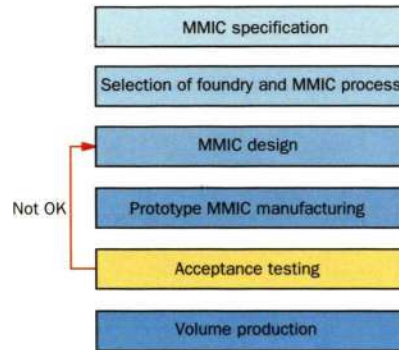 MMIC specification
Selection of foundry and MMIC process
MMIC design
Not OK
Prototype MMIC manufacturing
Acceptance testing
Volume production